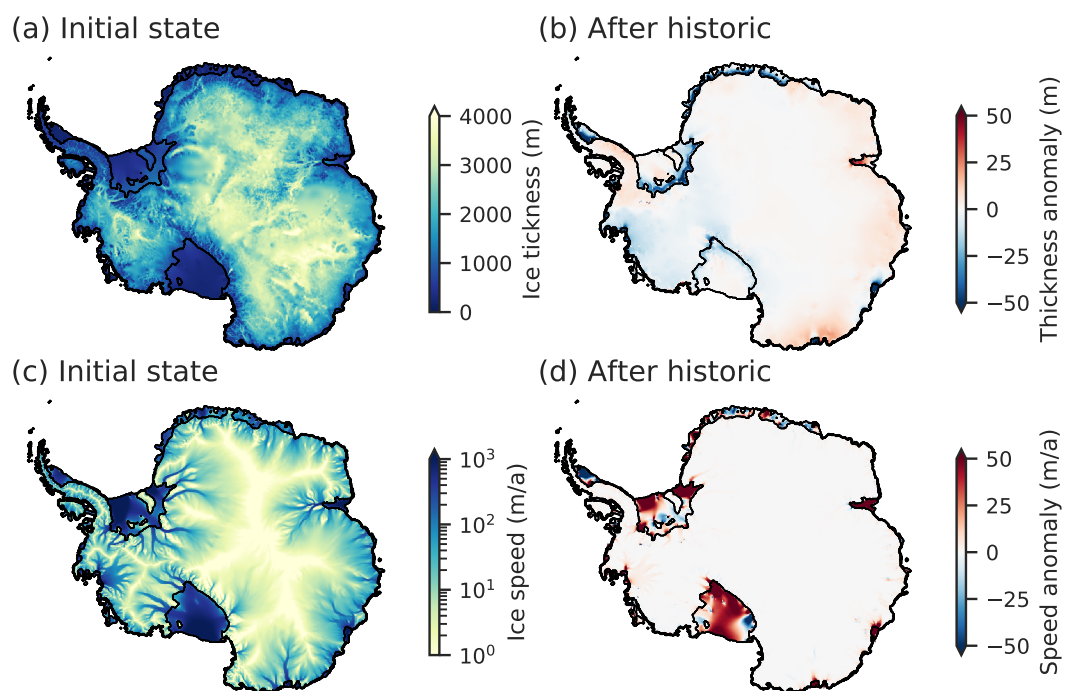 (a) Initial state
(b) After historic
4000
3000
2000
1000
0
Ice tickness (m)
50
25
0
−25
−50
Thickness anomaly (m)
(c) Initial state
(d) After historic
10³
10²
10¹
10⁰
Ice speed (m/a)
50
25
0
−25
−50
Speed anomaly (m/a)